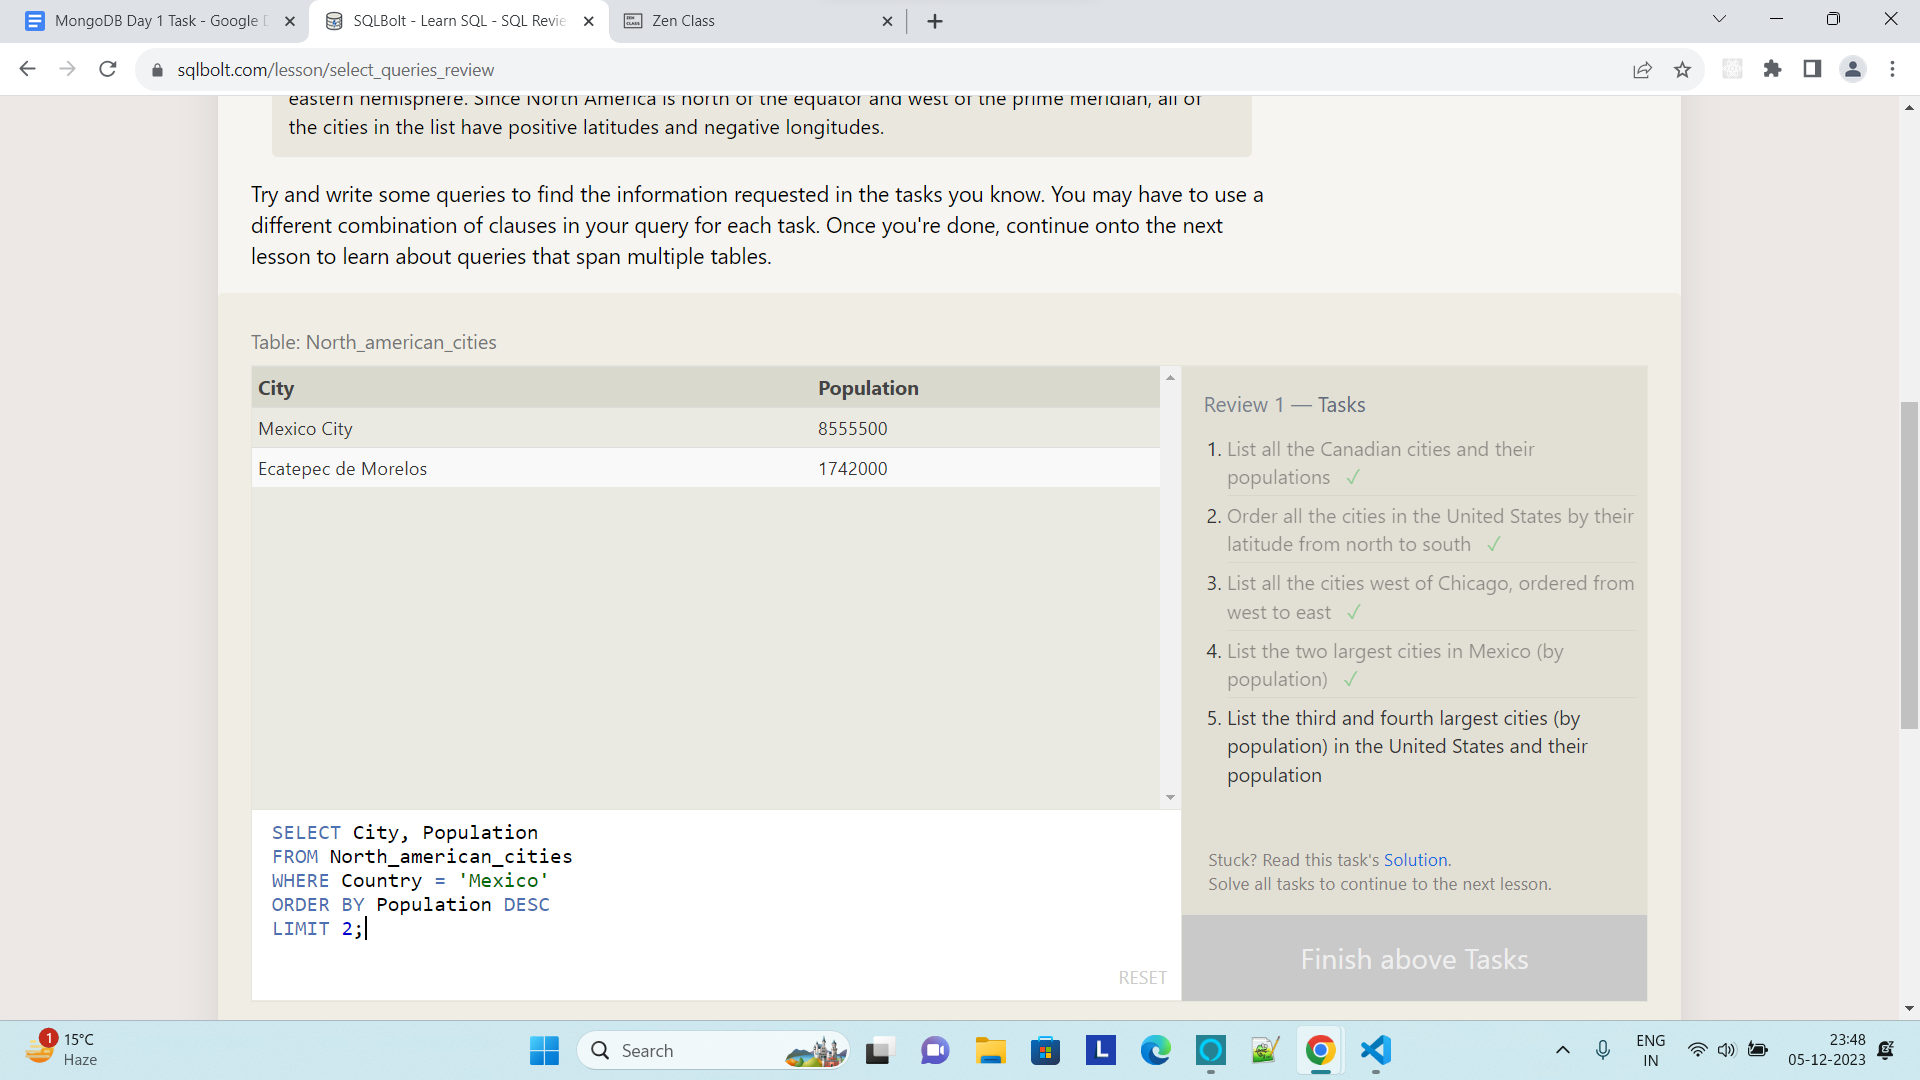 MongoDB Day 1 Task - Google D
SQLBolt - Learn SQL - SQL Revie
Zen Class
sqlbolt.com/lesson/select_queries_review
eastern hemisphere. Since North America is north of the equator and west of the prime meridian, all of
the cities in the list have positive latitudes and negative longitudes.
Try and write some queries to find the information requested in the tasks you know. You may have to use a
different combination of clauses in your query for each task. Once you're done, continue onto the next
lesson to learn about queries that span multiple tables.
Table: North_american_cities
City Population
Mexico City 8555500
Ecatepec de Morelos 1742000
SELECT City, Population
FROM North_american_cities
WHERE Country = 'Mexico'
ORDER BY Population DESC
LIMIT 2;
RESET
Review 1 — Tasks
1. List all the Canadian cities and their
populations ✓
2. Order all the cities in the United States by their
latitude from north to south ✓
3. List all the cities west of Chicago, ordered from
west to east ✓
4. List the two largest cities in Mexico (by
population) ✓
5. List the third and fourth largest cities (by
population) in the United States and their
population
Stuck? Read this task's Solution.
Solve all tasks to continue to the next lesson.
Finish above Tasks
1
15°C
Haze
Search
L
ENG
IN
23:48
05-12-2023